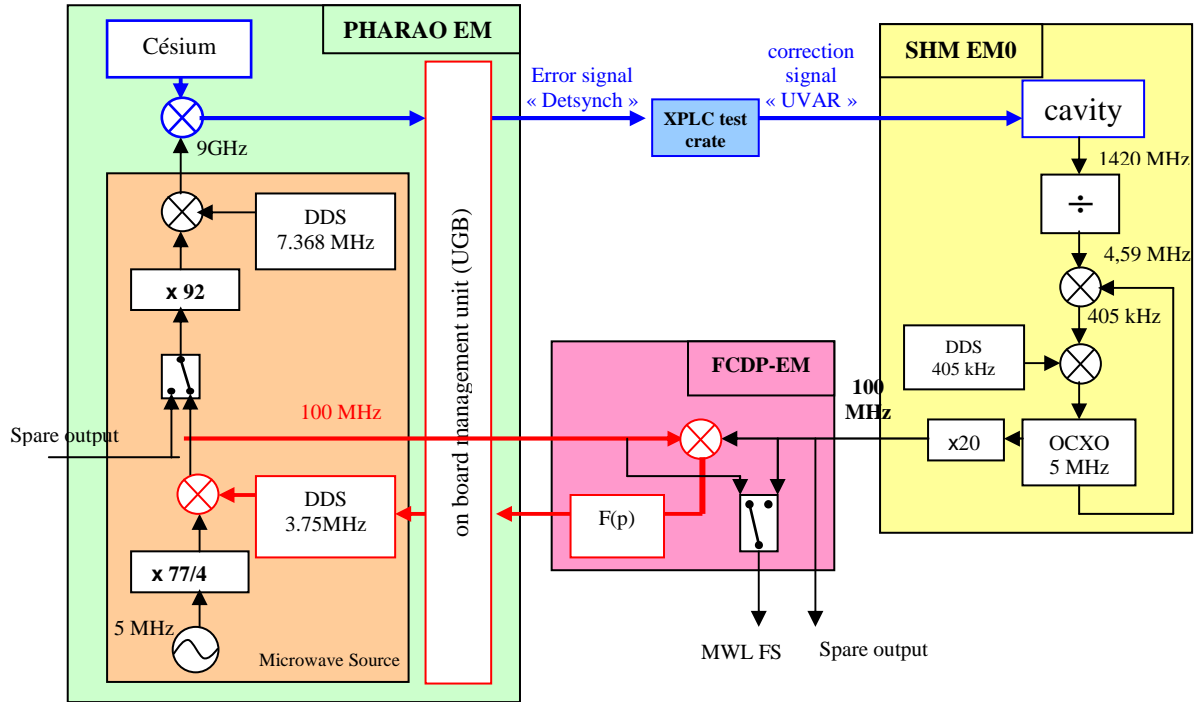 PHARAO EM
Césium
9GHz
DDS
7.368 MHz
x 92
Spare output
100 MHz
DDS
3.75MHz
x 77/4
5 MHz
Microwave Source
on board management unit (UGB)
Error signal
« Detsynch »
XPLC test
crate
correction
signal
« UVAR »
FCDP-EM
F(p)
MWL FS
Spare output
100
MHz
SHM EM0
cavity
1420 MHz
÷
4,59 MHz
405 kHz
DDS
405 kHz
x20
OCXO
5 MHz